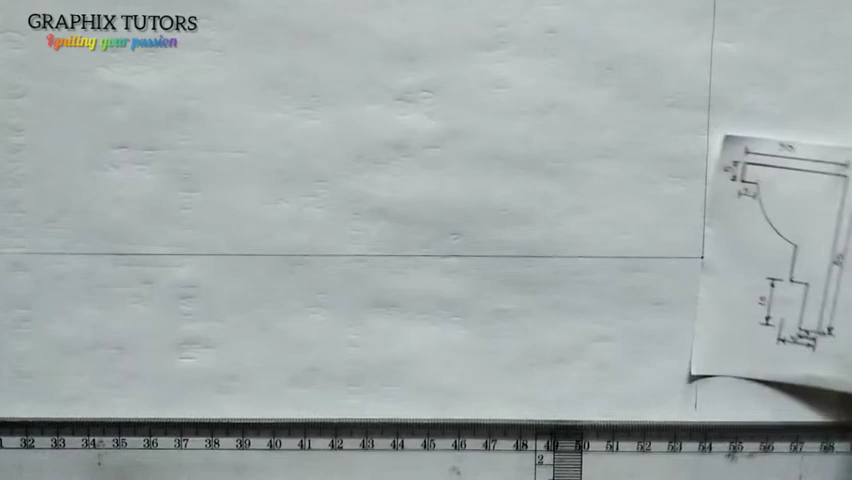 GRAPHIX TUTORS
Igniting your passion
32 33 34 35 36 37 38 39 40 41 42 43 44 45 46 47 48 49 50 51 52 53 54 55 56 57 58
2